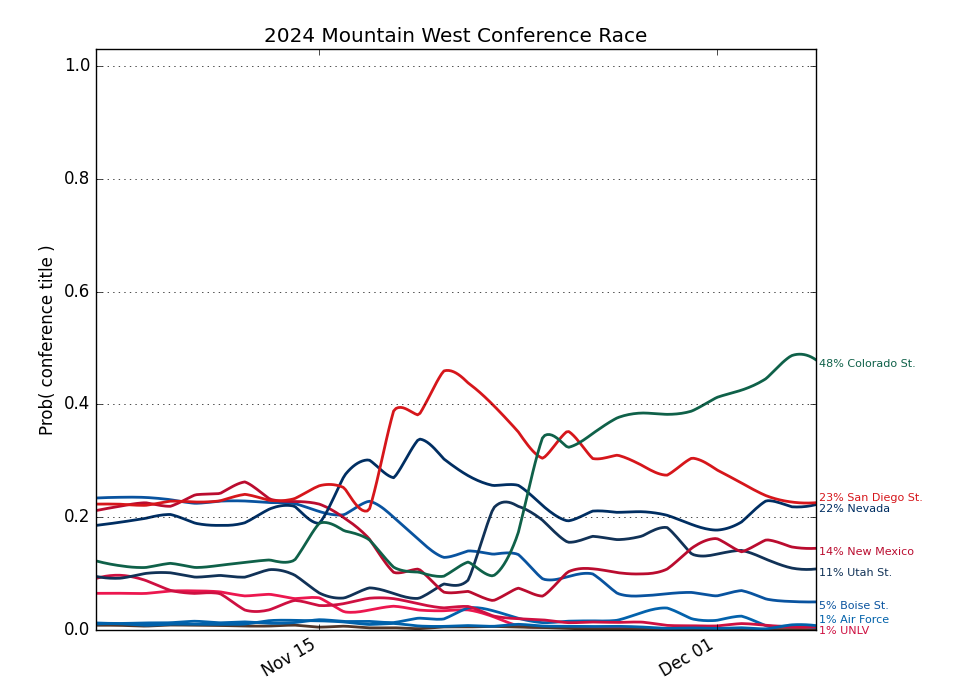 2024 Mountain West Conference Race
1.0
0.8
0.6
0.4
0.2
0.0
Prob( conference title )
Nov 15
Dec 01
48% Colorado St.
23% San Diego St.
22% Nevada
14% New Mexico
11% Utah St.
5% Boise St.
1% Air Force
1% UNLV